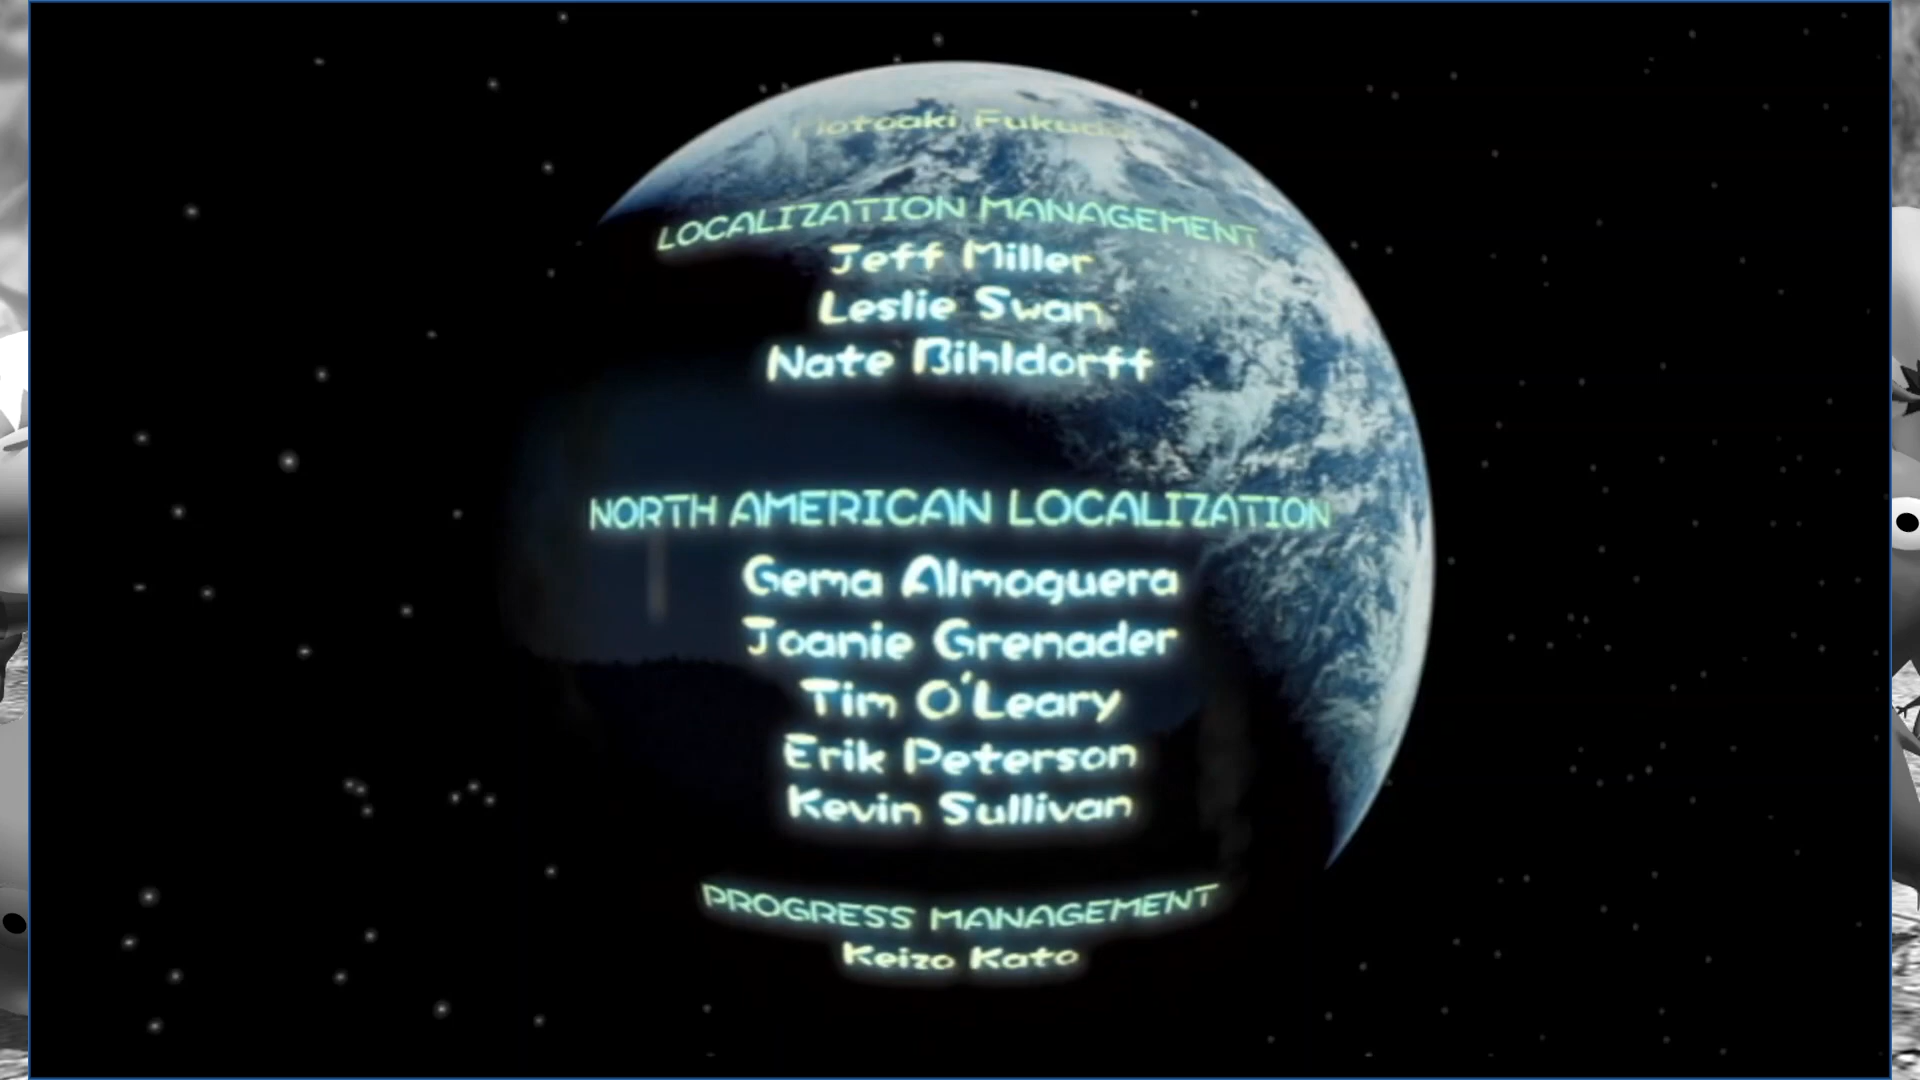 Fukuda
LOCALIZATION MANAGEMENT
Jeff Miller
Leslie Swan
Nate Bihldorff
NORTH AMERICAN LOCALIZATION
Gema Almoguera
Joanie Grenader
Tim O'Leary
Erik Peterson
Kevin Sullivan
PROGRESS MANAGEMENT
Keizo Kato